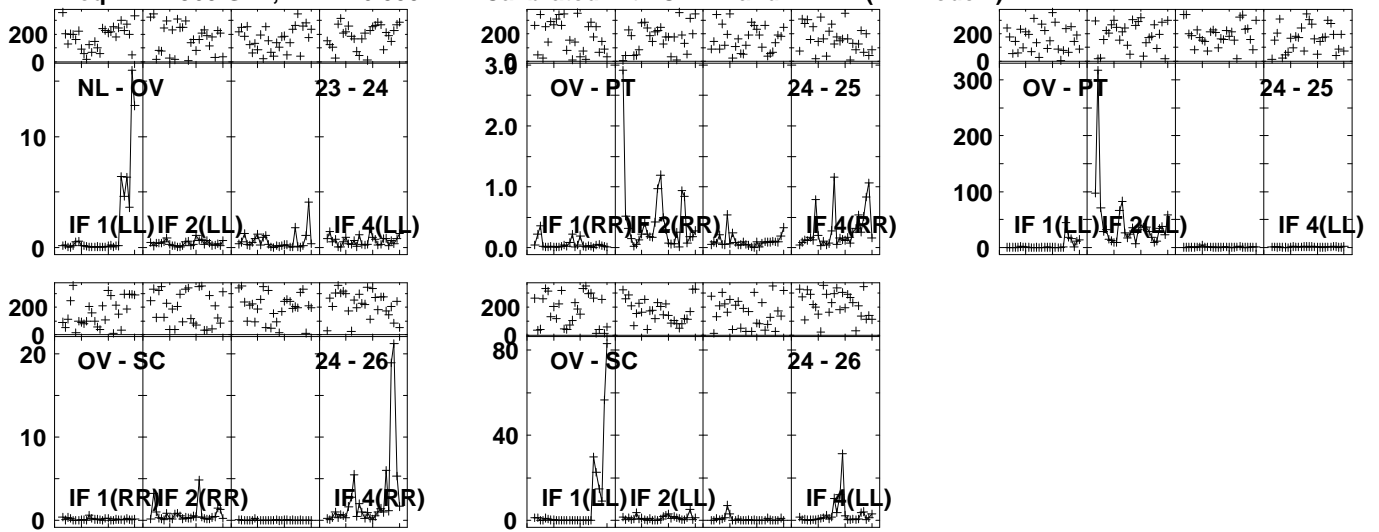 200
0
10
0
NL - OV 23 - 24
IF 1(LL) IF 2(LL) IF 4(LL)
200
0
3.0
2.0
1.0
0.0
OV - PT 24 - 25
IF 1(RR) IF 2(RR) IF 4(RR)
200
0
300
200
100
0
OV - PT 24 - 25
IF 1(LL) IF 2(LL) IF 4(LL)
200
0
20
10
0
OV - SC 24 - 26
IF 1(RR) IF 2(RR) IF 4(RR)
200
0
80
40
0
OV - SC 24 - 26
IF 1(LL) IF 2(LL) IF 4(LL)